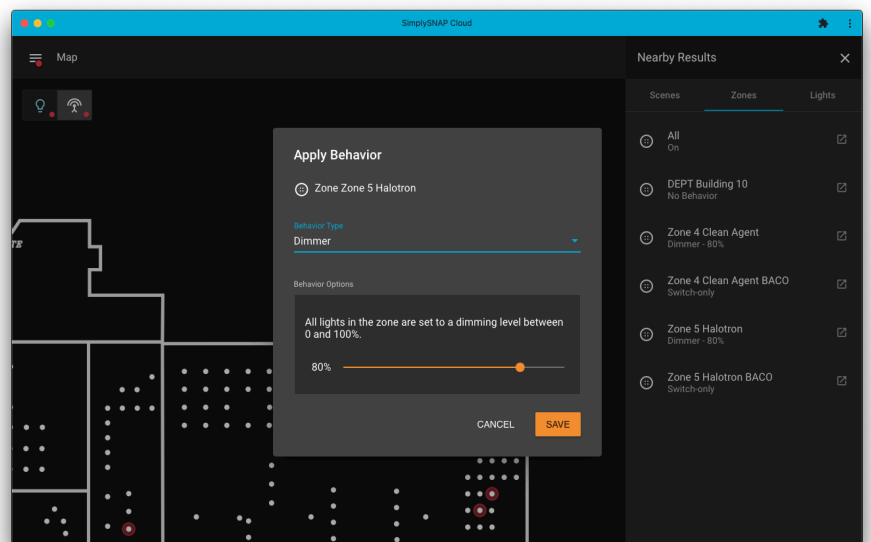 SimplySNAP Cloud
Map
Nearby Results
Scenes
Zones
Lights
All
On
DEPT Building 10
No Behavior
Zone 4 Clean Agent
Dimmer - 80%
Zone 4 Clean Agent BACO
Switch-only
Zone 5 Halotron
Dimmer - 80%
Zone 5 Halotron BACO
Switch-only
Apply Behavior
Zone Zone 5 Halotron
Behavior Type
Dimmer
Behavior Options
All lights in the zone are set to a dimming level between
0 and 100%.
80%
CANCEL
SAVE
TE